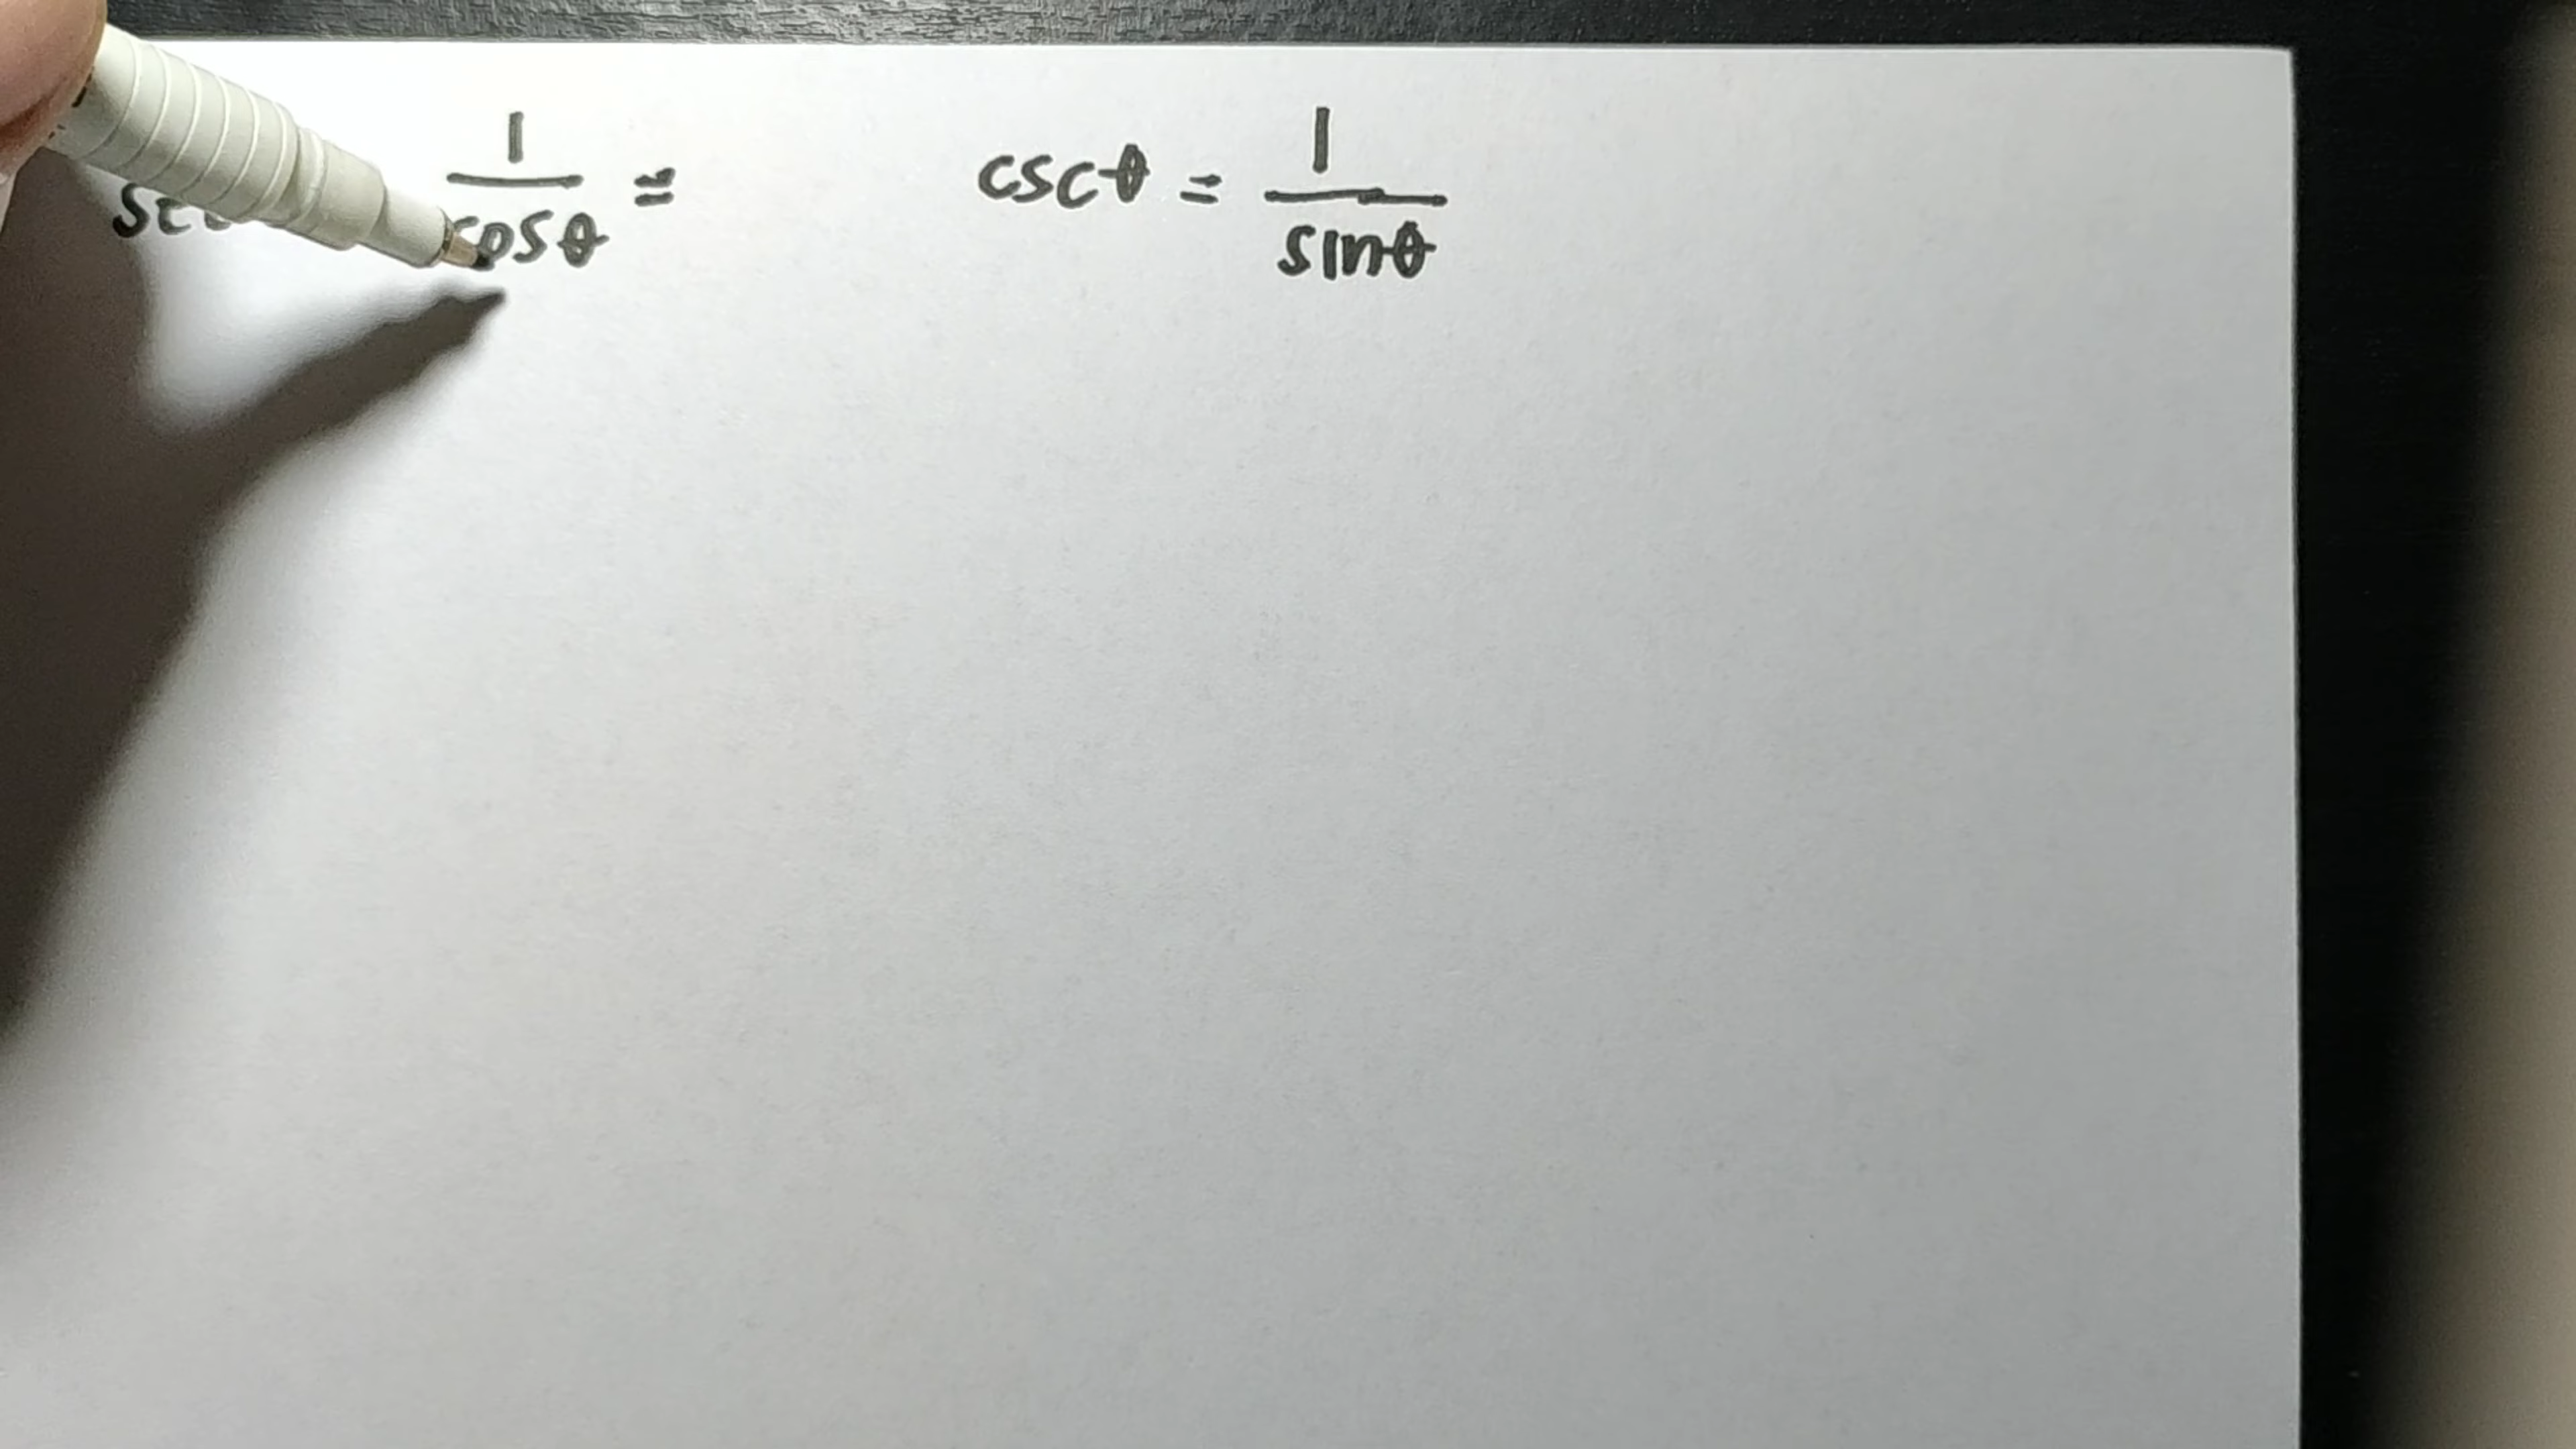 1/cosθ =
cscθ = 1/sinθ